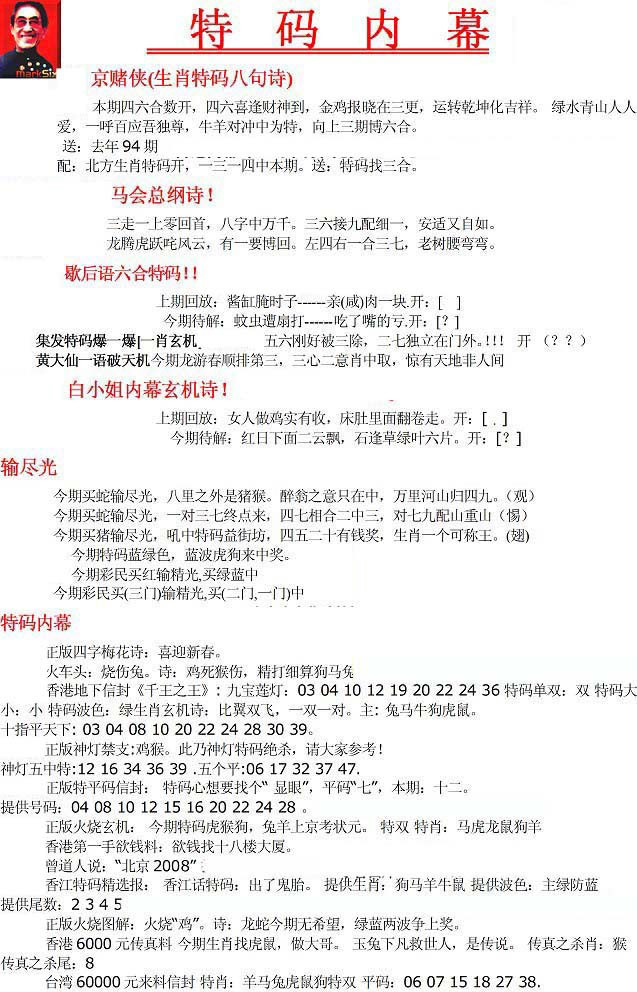 特 码 内 幕
markSix
京赌侠(生肖特码八句诗)
本期四六合数开，四六喜逢财神到，金鸡报晓在三更，运转乾坤化吉祥。 绿水青山人人
爱，一呼百应吾独尊，牛羊对冲中为特，向上三期博六合。
送：去年 94 期
配：北方生肖特码开，一三一四中本期。送：特码找三合。
马会总纲诗！
三走一上零回首，八字中万千。三六接九配细一，安适又自如。
龙腾虎跃咤风云，有一要博回。左四右一合三七，老树腰弯弯。
歇后语六合特码!！
上期回放：酱缸腌时子------亲(咸)肉一块.开：[ ]
今期待解：蚊虫遭扇打------吃了嘴的亏.开：[？]
集发特码爆一爆[一肖玄机 五六刚好被三除，二七独立在门外。!！！ 开 （？？）
黄大仙一语破天机今期龙游春顺排第三，三心二意肖中取，惊有天地非人间
白小姐内幕玄机诗！
上期回放：女人做鸡实有收，床肚里面翻卷走。开：[ . ]
今期待解：红日下面二云飘，石逢草绿叶六片。开：[？]
输尽光
今期买蛇输尽光，八里之外是猪猴。醉翁之意只在中，万里河山归四九。（观）
今期买蛇输尽光，一对三七终点来，四七相合二中三，对七九配山重山（惕）
今期买猪输尽光，吼中特码益街坊，四五二十有钱奖，生肖一个可称王。(翅)
今期特码蓝绿色，蓝波虎狗来中奖。
今期彩民买红输精光,买绿蓝中
今期彩民买(三门)输精光,买(二门,一门)中
特码内幕
正版四字梅花诗：喜迎新春。
火车头：烧伤兔。诗：鸡死猴伤，精打细算狗马兔
香港地下信封《千王之王》：九宝莲灯：03 04 10 12 19 20 22 24 36 特码单双：双 特码大
小：小 特码波色：绿生肖玄机诗：比翼双飞，一双一对。主: 兔马牛狗虎鼠。
十指平天下: 03 04 08 10 20 22 24 28 30 39。
正版神灯禁支:鸡猴。此乃神灯特码绝杀，请大家参考！
神灯五中特:12 16 34 36 39 .五个平:06 17 32 37 47.
正版特平码信封： 特码心想要找个“ 显眼”，平码“七”，本期：十二。
提供号码：04 08 10 12 15 16 20 22 24 28 。
正版火烧玄机： 今期特码虎猴狗，兔羊上京考状元。 特双 特肖：马虎龙鼠狗羊
香港第一手欲钱料：欲钱找十八楼大厦。
曾道人说：“北京 2008”
香江特码精选报： 香江话特码：出了鬼胎。 提供生肖：狗马羊牛鼠 提供波色：主绿防蓝
提供尾数：2 3 4 5
正版火烧图解：火烧“鸡”。诗：龙蛇今期无希望，绿蓝两波争上奖。
香港 6000 元传真料 今期生肖找虎鼠，做大哥。 玉兔下凡救世人，是传说。 传真之杀肖：猴
传真之杀尾：8
台湾 60000 元来料信封 特肖：羊马兔虎鼠狗特双 平码：06 07 15 18 27 38.